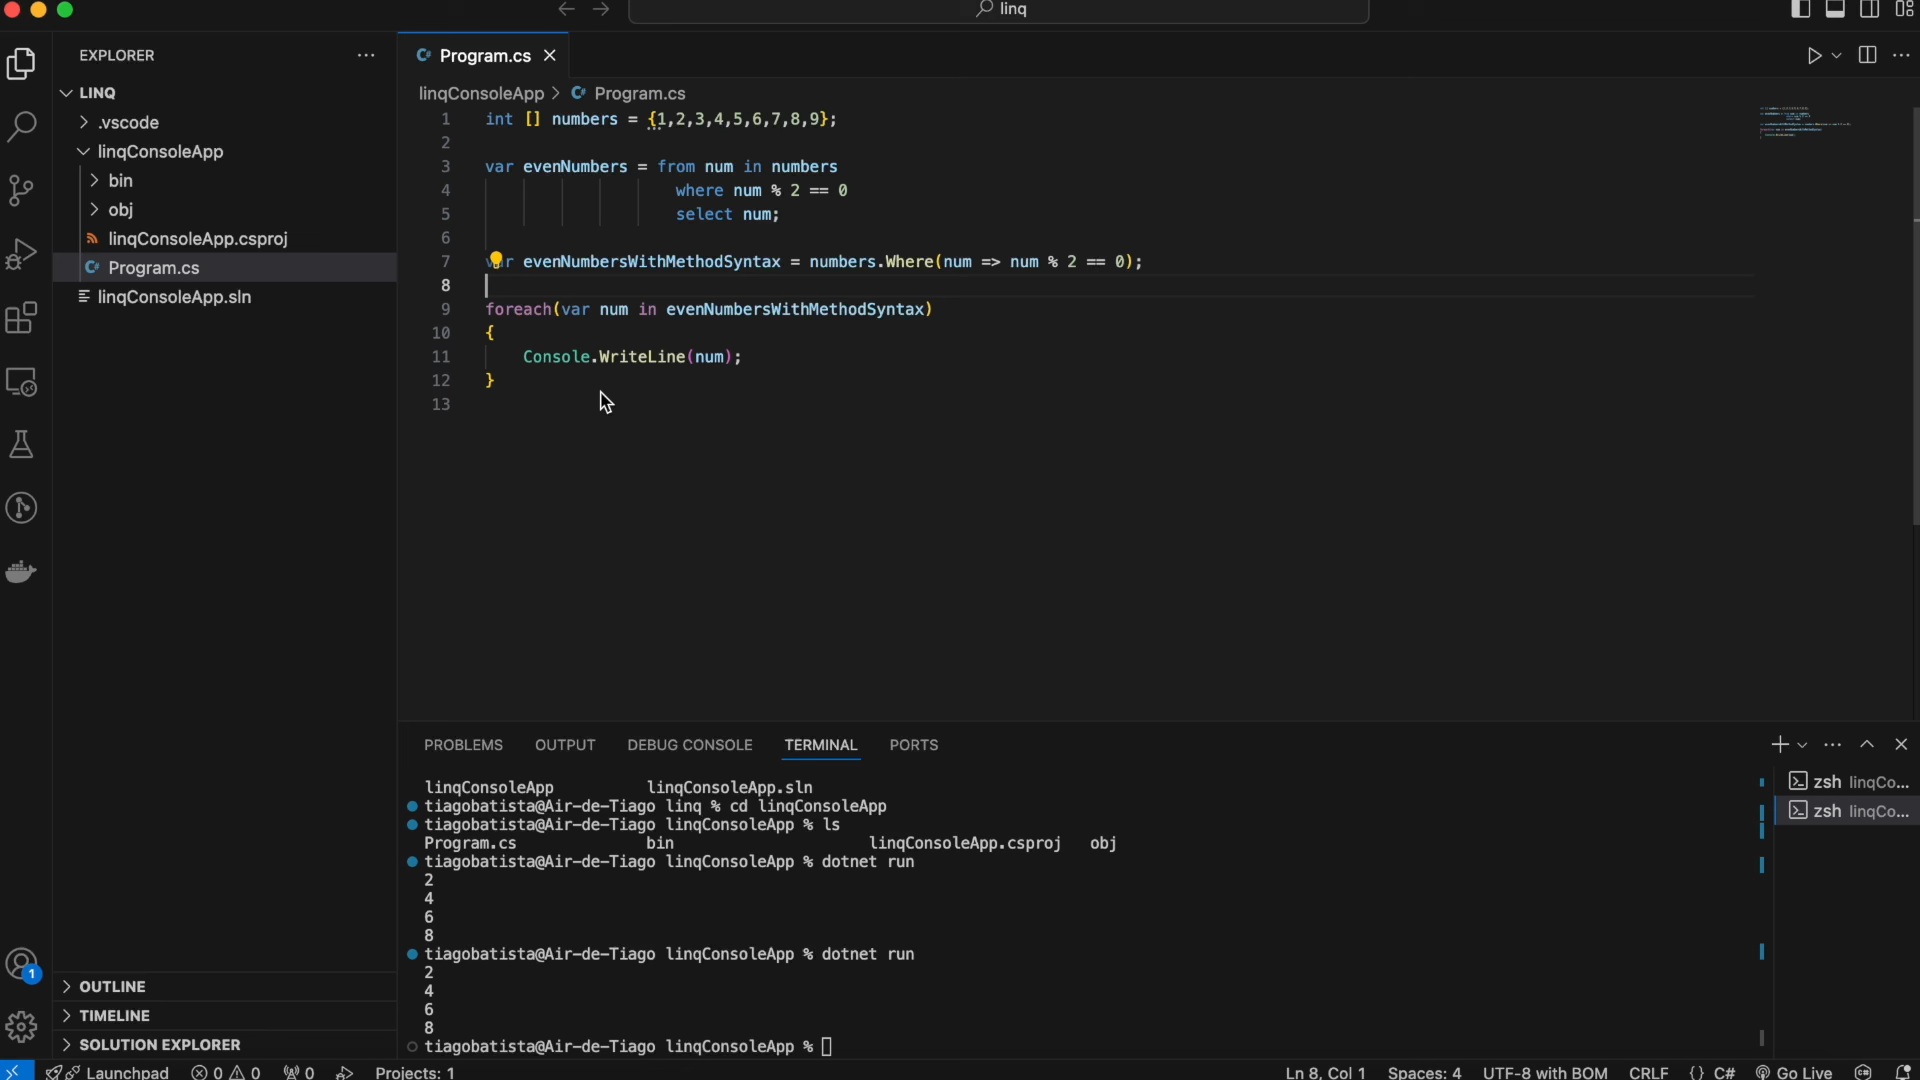 linq
EXPLORER
Program.cs
LINQ
.vscode
linqConsoleApp
bin
obj
linqConsoleApp.csproj
Program.cs
linqConsoleApp.sln
linqConsoleApp > Program.cs
1 int [] numbers = {1,2,3,4,5,6,7,8,9};
2
3 var evenNumbers = from num in numbers
4 where num % 2 == 0
5 select num;
6
7 var evenNumbersWithMethodSyntax = numbers.Where(num => num % 2 == 0);
8
9 foreach(var num in evenNumbersWithMethodSyntax)
10 {
11 Console.WriteLine(num);
12 }
13
PROBLEMS OUTPUT DEBUG CONSOLE TERMINAL PORTS
linqConsoleApp linqConsoleApp.sln
tiagobatista@Air-de-Tiago linq % cd linqConsoleApp
tiagobatista@Air-de-Tiago linqConsoleApp % ls
Program.cs bin linqConsoleApp.csproj obj
tiagobatista@Air-de-Tiago linqConsoleApp % dotnet run
2
4
6
8
tiagobatista@Air-de-Tiago linqConsoleApp % dotnet run
2
4
6
8
tiagobatista@Air-de-Tiago linqConsoleApp %
zsh linqCo...
zsh linqCo...
1
OUTLINE
TIMELINE
SOLUTION EXPLORER
Launchpad 0 0 0 Projects: 1 Ln 8, Col 1 Spaces: 4 UTF-8 with BOM CRLF {} C# Go Live